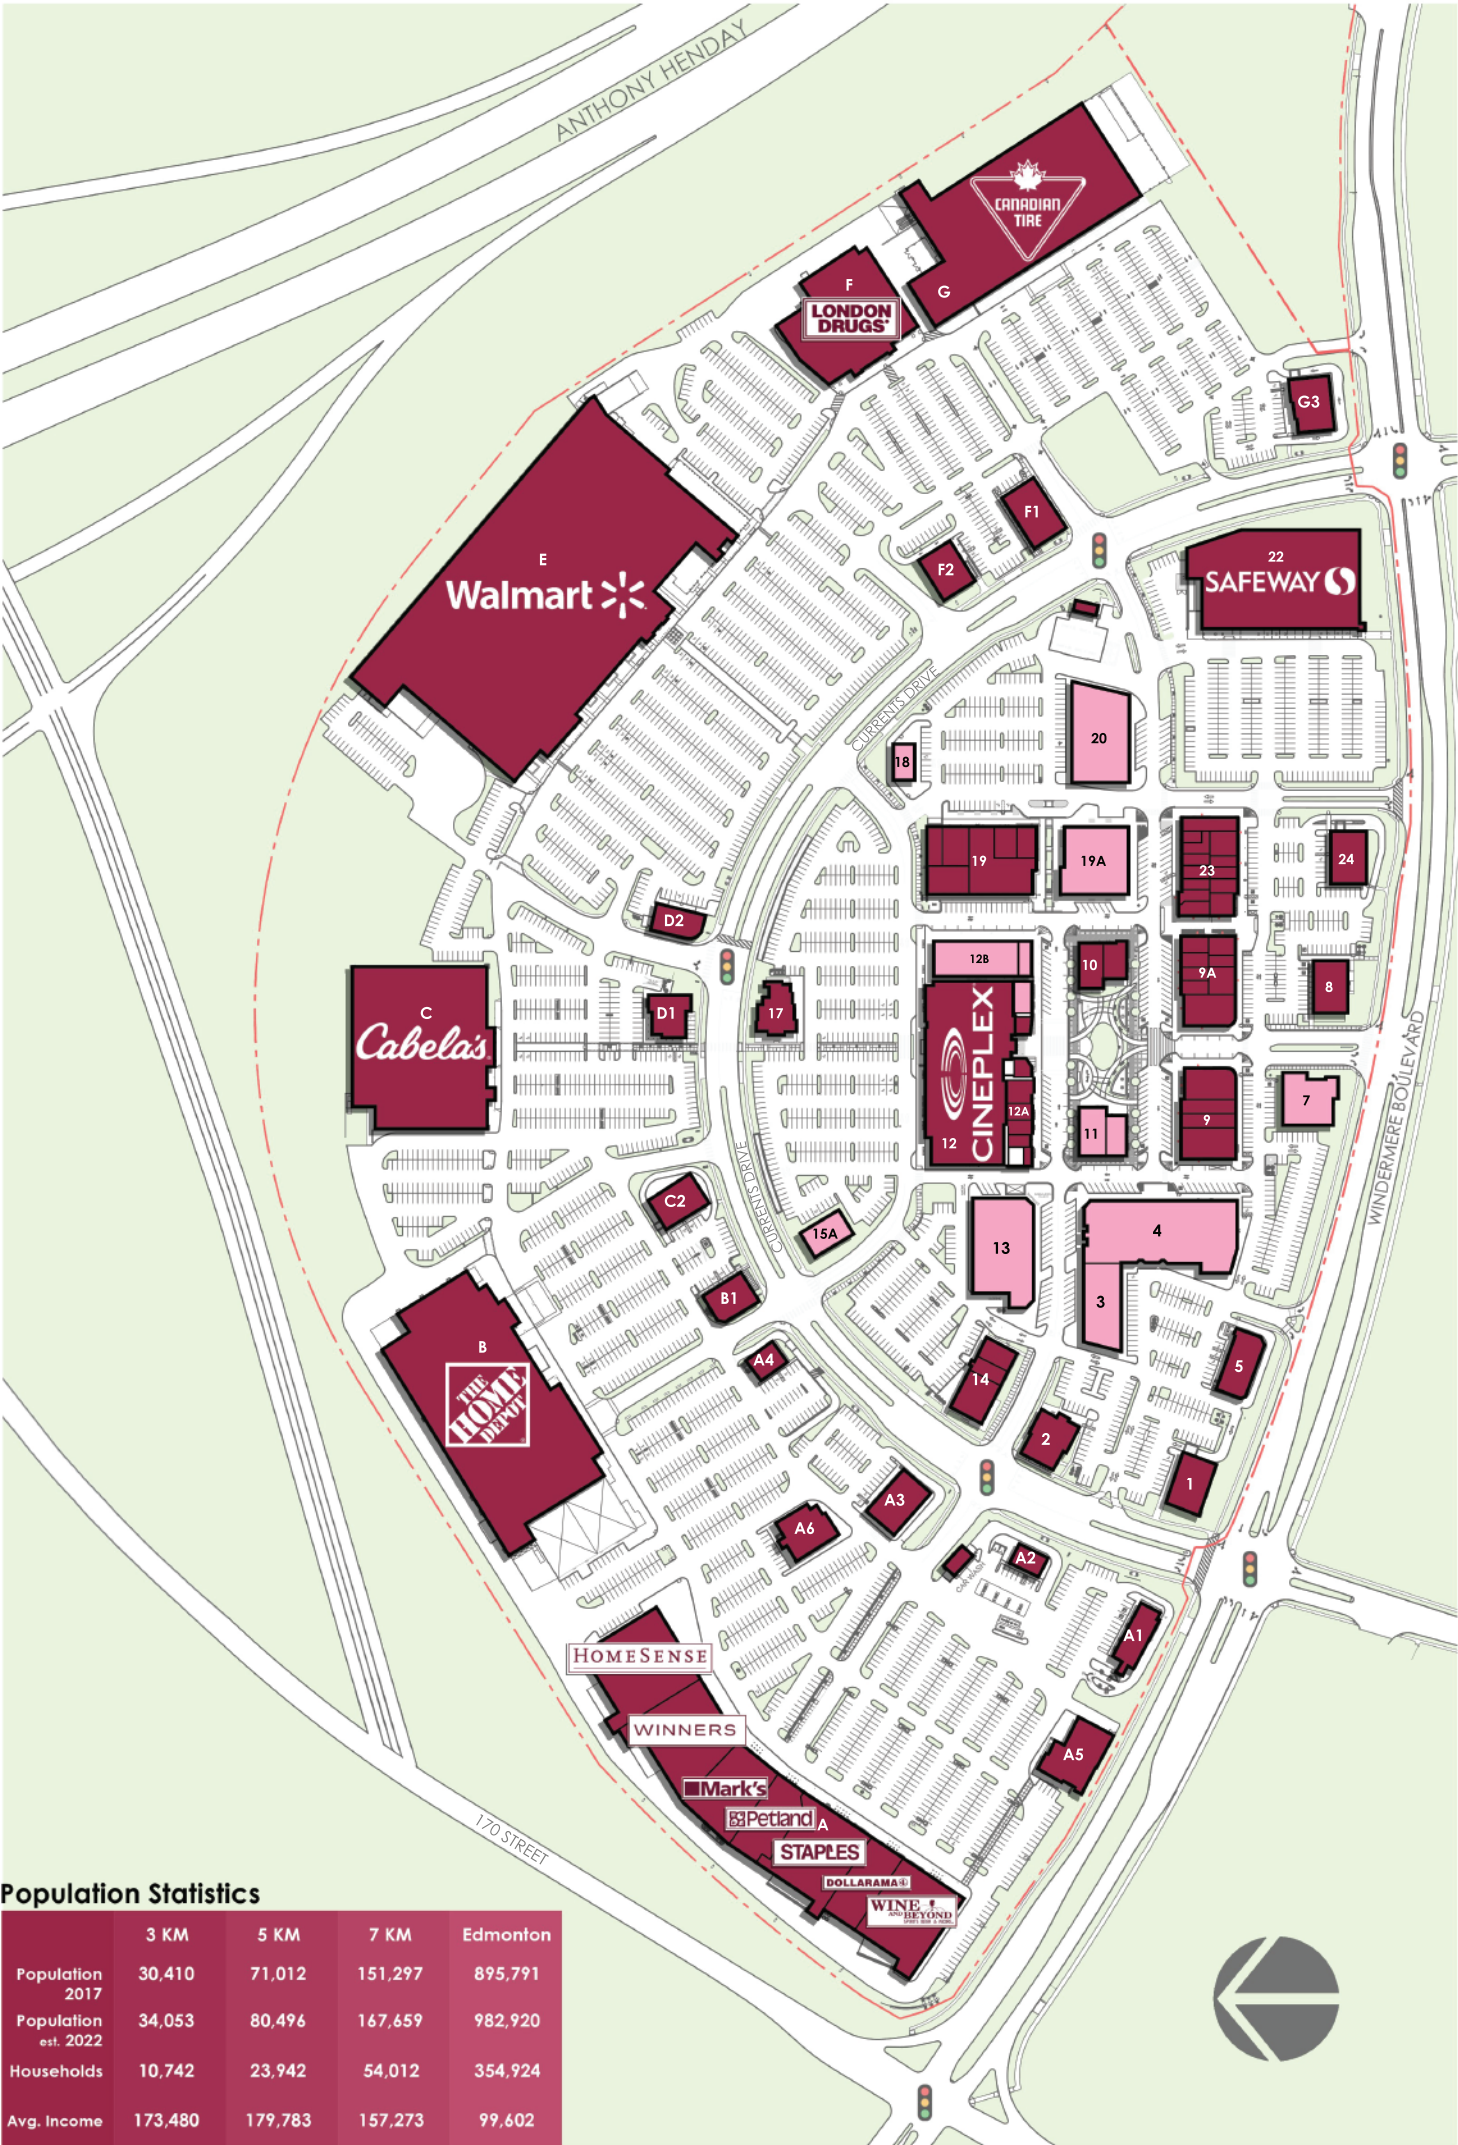 ANTHONY HENDAY
CANADIAN
TIRE
G
F
LONDON
DRUGS
G3
F1
F2
E
Walmart
22
SAFEWAY
CURRENTS DRIVE
20
18
19
19A
23
24
D2
12B
10
9A
8
C
Cabela's
D1
17
CINEPLEX
12
12A
11
9
7
WINDERMERE BOULEVARD
CURRENTS DRIVE
C2
15A
13
4
3
B1
B
THE
HOME
DEPOT
A4
14
5
2
1
A3
A6
A2
CAR WASH
A1
HOMESENSE
WINNERS
A5
Mark's
Petland
A
STAPLES
DOLLARAMA
WINE
AND BEYOND
170 STREET
Population Statistics
3 KM 5 KM 7 KM Edmonton
Population 30,410 71,012 151,297 895,791
2017
Population 34,053 80,496 167,659 982,920
est. 2022
Households 10,742 23,942 54,012 354,924
Avg. Income 173,480 179,783 157,273 99,602